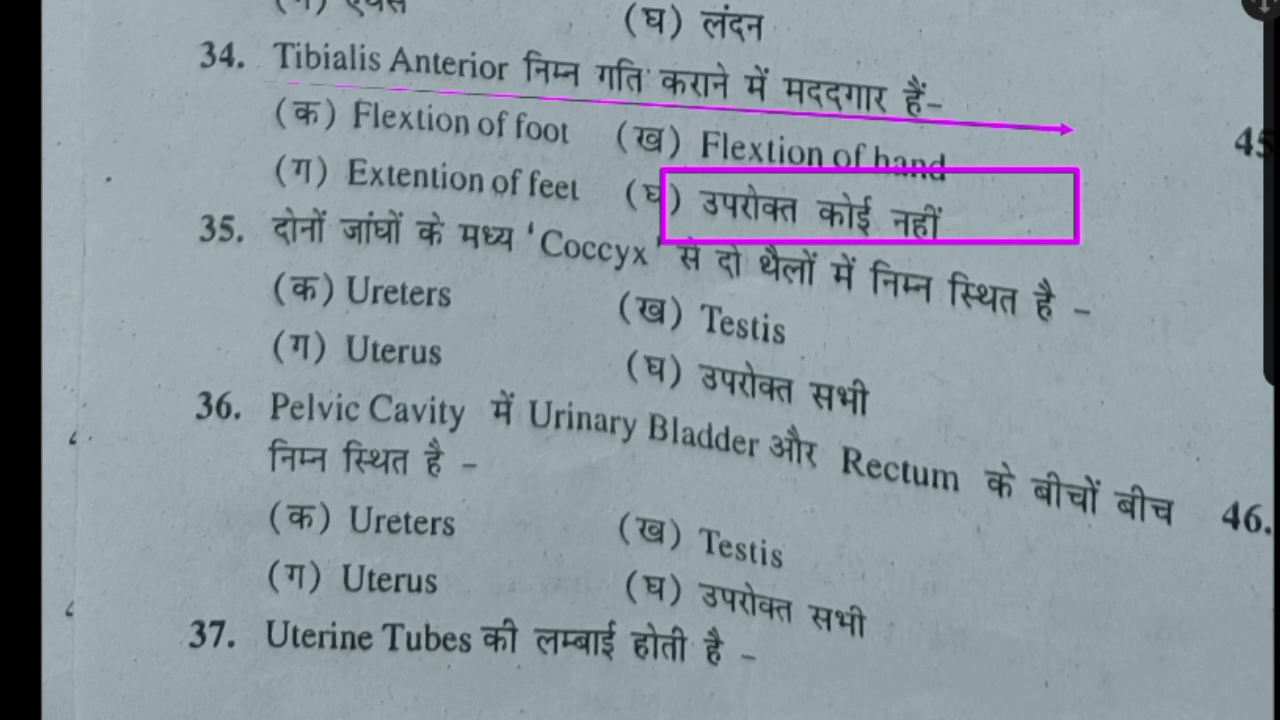 (घ) लंदन
34. Tibialis Anterior निम्न गति कराने में मददगार हैं-
(क) Flextion of foot (ख) Flextion of hand
(ग) Extention of feet (घ) उपरोक्त कोई नहीं
35. दोनों जांघों के मध्य 'Coccyx' से दो थैलों में निम्न स्थित है -
(क) Ureters (ख) Testis
(ग) Uterus (घ) उपरोक्त सभी
36. Pelvic Cavity में Urinary Bladder और Rectum के बीचों बीच
निम्न स्थित है -
(क) Ureters (ख) Testis
(ग) Uterus (घ) उपरोक्त सभी
37. Uterine Tubes की लम्बाई होती है -
45
46.